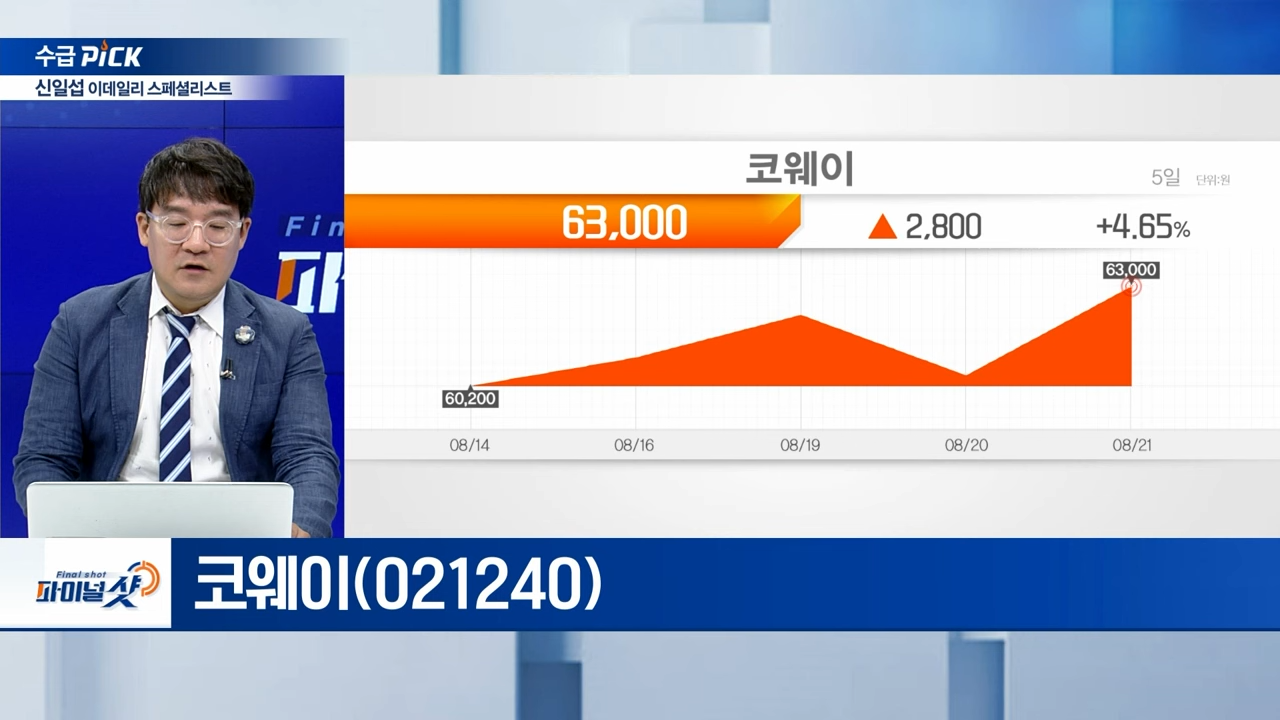 수급 PiCK
신일섭 이데일리 스페셜리스트
Fin
파
코웨이
5일 단위:원
63,000 ▲ 2,800 +4.65%
63,000
60,200
08/14 08/16 08/19 08/20 08/21
Final shot
파이널샷
코웨이(021240)